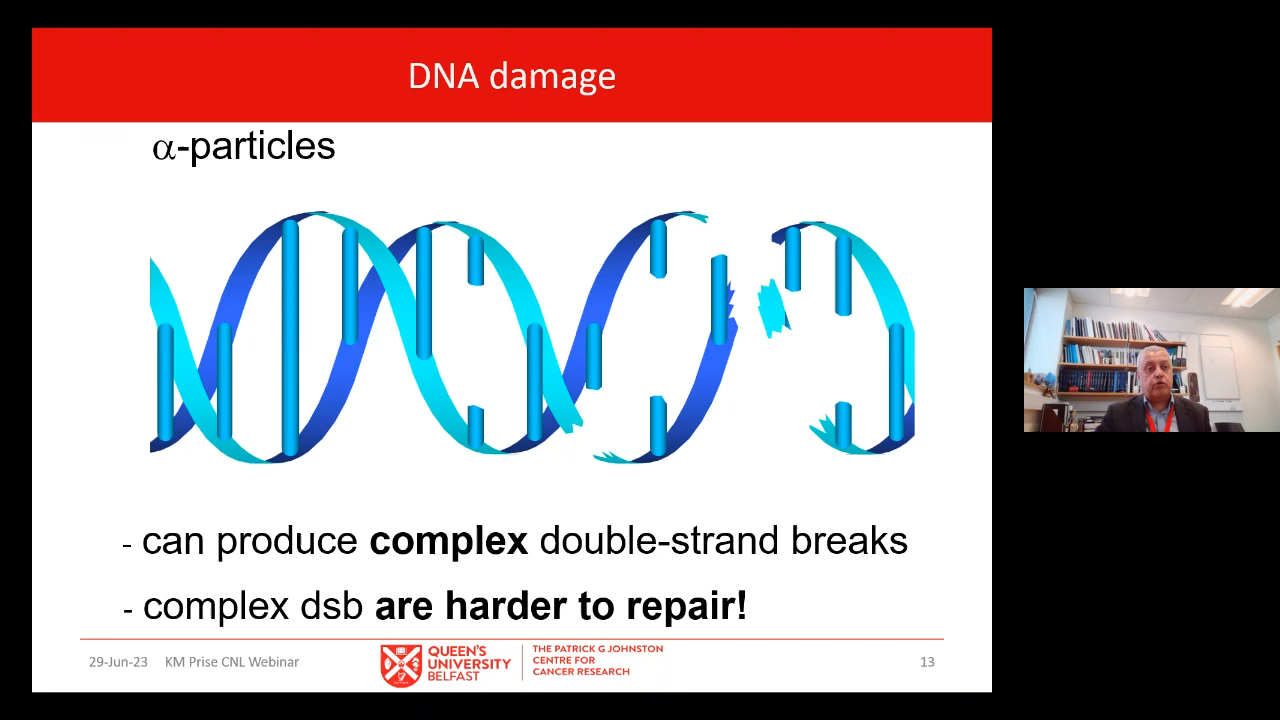 DNA damage
α-particles
- can produce complex double-strand breaks
- complex dsb are harder to repair!
29-Jun-23 KM Prise CNL Webinar
QUEEN'S
UNIVERSITY
BELFAST
THE PATRICK G JOHNSTON
CENTRE FOR
CANCER RESEARCH
13